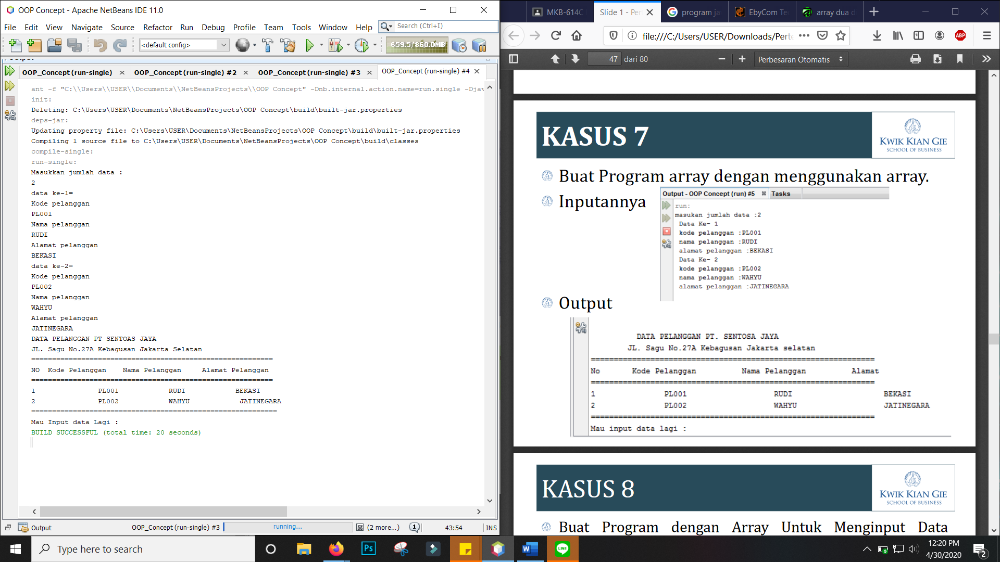 OOP Concept - Apache NetBeans IDE 11.0
File Edit View Navigate Source Refactor Run Debug Profile Team Tools Window Help
Search (Ctrl+I)
<default config>
659.5/860.0MB
Output
OOP_Concept (run-single)
OOP_Concept (run-single) #2
OOP_Concept (run-single) #3
OOP_Concept (run-single) #4
ant -f "C:\\Users\\USER\\Documents\\NetBeansProjects\\OOP Concept" -Dnb.internal.action.name=run.single -Djav
init:
Deleting: C:\Users\USER\Documents\NetBeansProjects\OOP Concept\build\built-jar.properties
deps-jar:
Updating property file: C:\Users\USER\Documents\NetBeansProjects\OOP Concept\build\built-jar.properties
Compiling 1 source file to C:\Users\USER\Documents\NetBeansProjects\OOP Concept\build\classes
compile-single:
run-single:
Masukkan jumlah data :
2
data ke-1=
Kode pelanggan
PL001
Nama pelanggan
RUDI
Alamat pelanggan
BEKASI
data ke-2=
Kode pelanggan
PL002
Nama pelanggan
WAHYU
Alamat pelanggan
JATINEGARA
DATA PELANGGAN PT SENTOAS JAYA
JL. Sagu No.27A Kebagusan Jakarta Selatan
==========================================================
NO Kode Pelanggan Nama Pelanggan Alamat Pelanggan
==========================================================
1 PL001 RUDI BEKASI
2 PL002 WAHYU JATINEGARA
===========================================================
Mau Input data Lagi :
BUILD SUCCESSFUL (total time: 20 seconds)
Output
OOP_Concept (run-single) #3
running...
(2 more...)
1
43:54
INS
MKB-614C
Slide 1 - Per
program ja
EbyCom Te
array dua d
file:///C:/Users/USER/Downloads/Perte
ABP
47 dari 80
Perbesaran Otomatis
KASUS 7
KWIK KIAN GIE
SCHOOL OF BUSINESS
Buat Program array dengan menggunakan array.
Inputannya
Output - OOP Concept (run) #5
Tasks
run:
masukan jumlah data :2
Data Ke- 1
kode pelanggan :PL001
nama pelanggan :RUDI
alamat pelanggan :BEKASI
Data Ke- 2
kode pelanggan :PL002
nama pelanggan :WAHYU
alamat pelanggan :JATINEGARA
Output
DATA PELANGGAN PT. SENTOSA JAYA
JL. Sagu No.27A Kebagusan Jakarta selatan
==============================================================
No Kode Pelanggan Nama Pelanggan Alamat
==============================================================
1 PL001 RUDI BEKASI
2 PL002 WAHYU JATINEGARA
==============================================================
Mau input data lagi :
KASUS 8
KWIK KIAN GIE
SCHOOL OF BUSINESS
Buat Program dengan Array Untuk Menginput Data
Type here to search
Ps
W
LINE
12:20 PM
4/30/2020
2